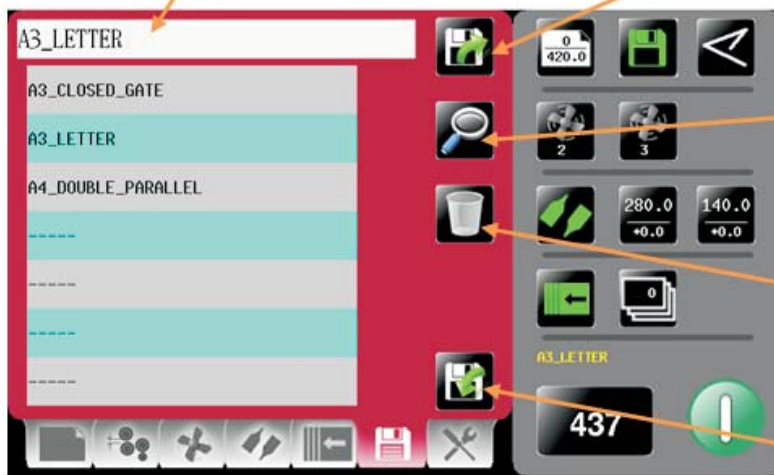 A3_LETTER
A3_CLOSED_GATE
A3_LETTER
A4_DOUBLE_PARALLEL
-----
-----
-----
-----
0
420.0
2
3
280.0
+0.0
140.0
+0.0
0
A3_LETTER
437